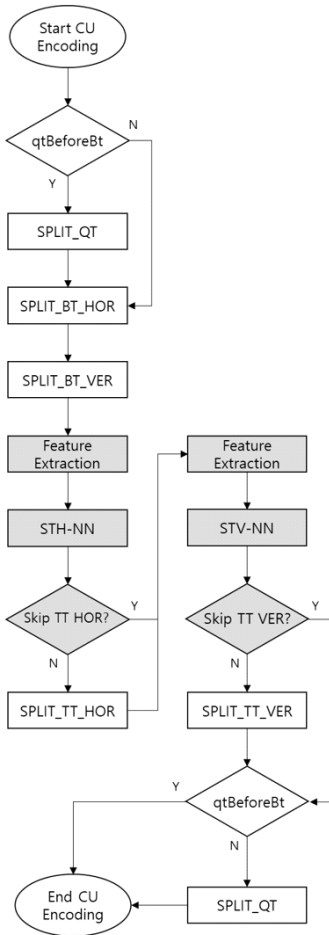 Start CU
Encoding
qtBeforeBt
N
Y
SPLIT_QT
SPLIT_BT_HOR
SPLIT_BT_VER
Feature
Extraction
STH-NN
Skip TT HOR?
Y
N
SPLIT_TT_HOR
Feature
Extraction
STV-NN
Skip TT VER?
Y
N
SPLIT_TT_VER
qtBeforeBt
Y
N
SPLIT_QT
End CU
Encoding